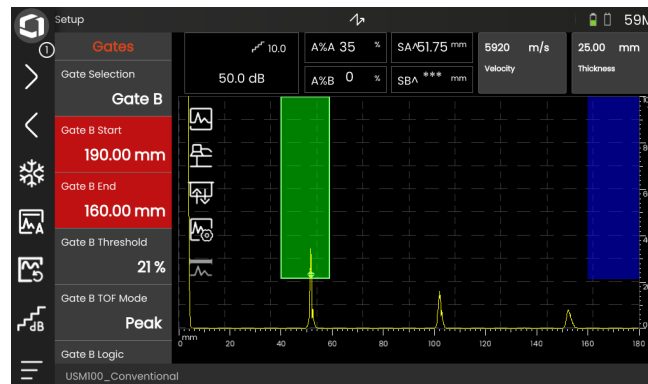 Setup
59M
1
Gates
10.0
50.0 dB
A%A 35 %
A%B 0 %
SA^51.75 mm
SB^ *** mm
5920 m/s
Velocity
25.00 mm
Thickness
Gate Selection
Gate B
Gate B Start
190.00 mm
Gate B End
160.00 mm
Gate B Threshold
21 %
Gate B TOF Mode
Peak
Gate B Logic
A
dB
mm
0 20 40 60 80 100 120 140 160 180
USM100_Conventional